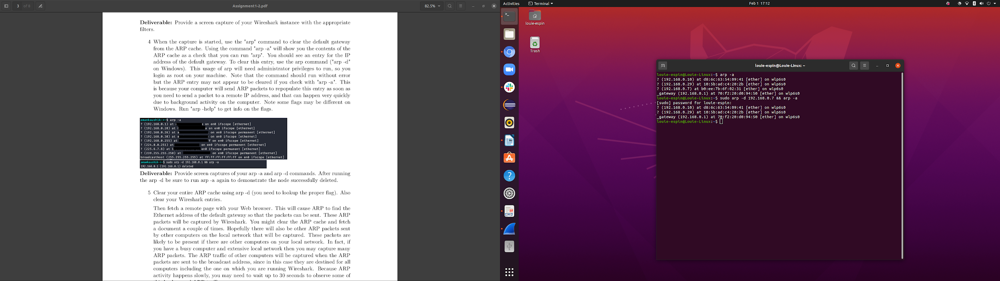 3 of 8
Assignment1-2.pdf
82.5%
Deliverable: Provide a screen capture of your Wireshark instance with the appropriate
filters.
4 When the capture is started, use the "arp" command to clear the default gateway
from the ARP cache. Using the command "arp -a" will show you the contents of the
ARP cache as a check that you can run "arp". You should see an entry for the IP
address of the default gateway. To clear this entry, use the arp command ("arp -d"
on Windows). This usage of arp will need administrator privileges to run, so you
login as root on your machine. Note that the command should run without error
but the ARP entry may not appear to be cleared if you check with "arp -a". This
is because your computer will send ARP packets to repopulate this entry as soon as
you need to send a packet to a remote IP address, and that can happen very quickly
due to background activity on the computer. Note some flags may be different on
Windows. Run "arp -help" to get info on the flags.
amankaushik->~$ arp -a
? (192.168.0.1) at on en0 ifscope [ethernet]
? (192.168.0.20) at on en0 ifscope [ethernet]
? (192.168.0.26) at on en0 ifscope permanent [ethernet]
? (192.168.0.30) at on en0 ifscope [ethernet]
? (192.168.0.255) at on en0 ifscope [ethernet]
? (224.0.0.251) at on en0 ifscope permanent [ethernet]
? (225.6.7.8) at en0 ifscope permanent [ethernet]
? (239.255.255.250) at on en0 ifscope permanent [ethernet]
broadcasthost (255.255.255.255) at ff:ff:ff:ff:ff:ff on en0 ifscope [ethernet]
amankaushik->~$ sudo arp -d 192.168.0.1 && arp -a
192.168.0.1 (192.168.0.1) deleted
Deliverable: Provide screen captures of your arp -a and arp -d commands. After running
the arp -d be sure to run arp -a again to demonstrate the node successfully deleted.
5 Clear your entire ARP cache using arp -d (you need to lookup the proper flag). Also
clear your Wireshark entries.
Then fetch a remote page with your Web browser. This will cause ARP to find the
Ethernet address of the default gateway so that the packets can be sent. These ARP
packets will be captured by Wireshark. You might clear the ARP cache and fetch
a document a couple of times. Hopefully there will also be other ARP packets sent
by other computers on the local network that will be captured. These packets are
likely to be present if there are other computers on your local network. In fact, if
you have a busy computer and extensive local network then you may capture many
ARP packets. The ARP traffic of other computers will be captured when the ARP
packets are sent to the broadcast address, since in this case they are destined for all
computers including the one on which you are running Wireshark. Because ARP
activity happens slowly, you may need to wait up to 30 seconds to observe some of
Activities
Terminal
Feb 1 17:12
louie-espin
Trash
louie-espin@Louie-Linux: ~
louie-espin@Louie-Linux:~$ arp -a
? (192.168.0.10) at d8:6c:63:54:09:41 [ether] on wlp6s0
? (192.168.0.29) at 10:5b:ad:c4:20:2b [ether] on wlp6s0
? (192.168.0.7) at b0:ee:7b:6f:02:31 [ether] on wlp6s0
_gateway (192.168.0.1) at 70:f2:20:d0:94:50 [ether] on wlp6s0
louie-espin@Louie-Linux:~$ sudo arp -d 192.168.0.7 && arp -a
[sudo] password for louie-espin:
? (192.168.0.10) at d8:6c:63:54:09:41 [ether] on wlp6s0
? (192.168.0.29) at 10:5b:ad:c4:20:2b [ether] on wlp6s0
_gateway (192.168.0.1) at 70:f2:20:d0:94:50 [ether] on wlp6s0
louie-espin@Louie-Linux:~$